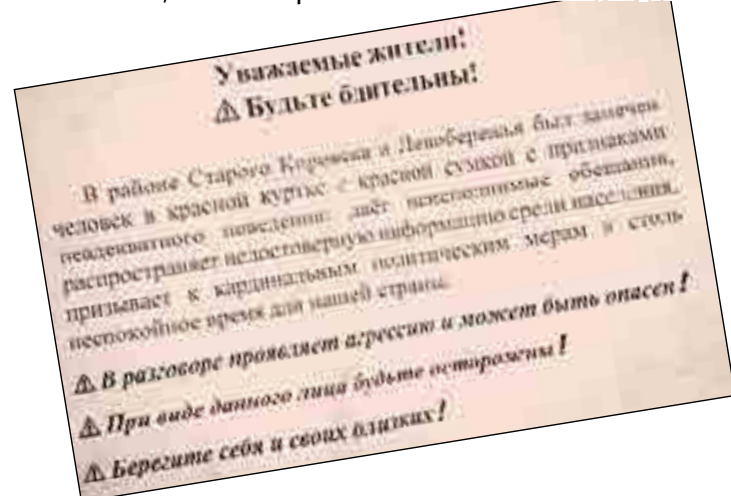 Уважаемые жители!
⚠ Будьте бдительны!
В районе Старого Кировска и Левобережья был замечен
человек в красной куртке с красной сумкой с признаками
неадекватного поведения: даёт неисполнимые обещания,
распространяет недостоверную информацию среди населения,
призывает к кардинальным политическим мерам в столь
неспокойное время для нашей страны.
⚠ В разговоре проявляет агрессию и может быть опасен!
⚠ При виде данного лица будьте осторожны!
⚠ Берегите себя и своих близких!